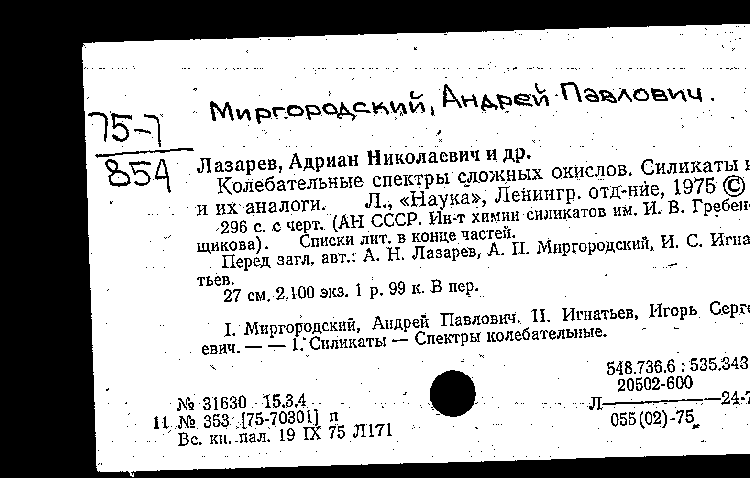 Миргородский, Андрей Павлович.
75-7
854
Лазарев, Адриан Николаевич и др.
Колебательные спектры сложных окислов. Силикаты и
и их аналоги. Л., «Наука», Ленингр. отд-ние, 1975 ©
296 с. с черт. (АН СССР. Ин-т химии силикатов им. И. В. Гребен-
щикова). Списки лит. в конце частей.
Перед загл. авт.: А. Н. Лазарев, А. П. Миргородский, И. С. Игна-
тьев.
27 см. 2.100 экз. 1 р. 99 к. В пер.
I. Миргородский, Андрей Павлович. II. Игнатьев, Игорь Серге-
евич. — — 1. Силикаты — Спектры колебательные.
548.736.6 : 535.343
20502-600
Л 24-7
055(02)-75
№ 31630 15.3.4
11 № 353 [75-70301] п
Вс. кн. пал. 19 IX 75 Л171